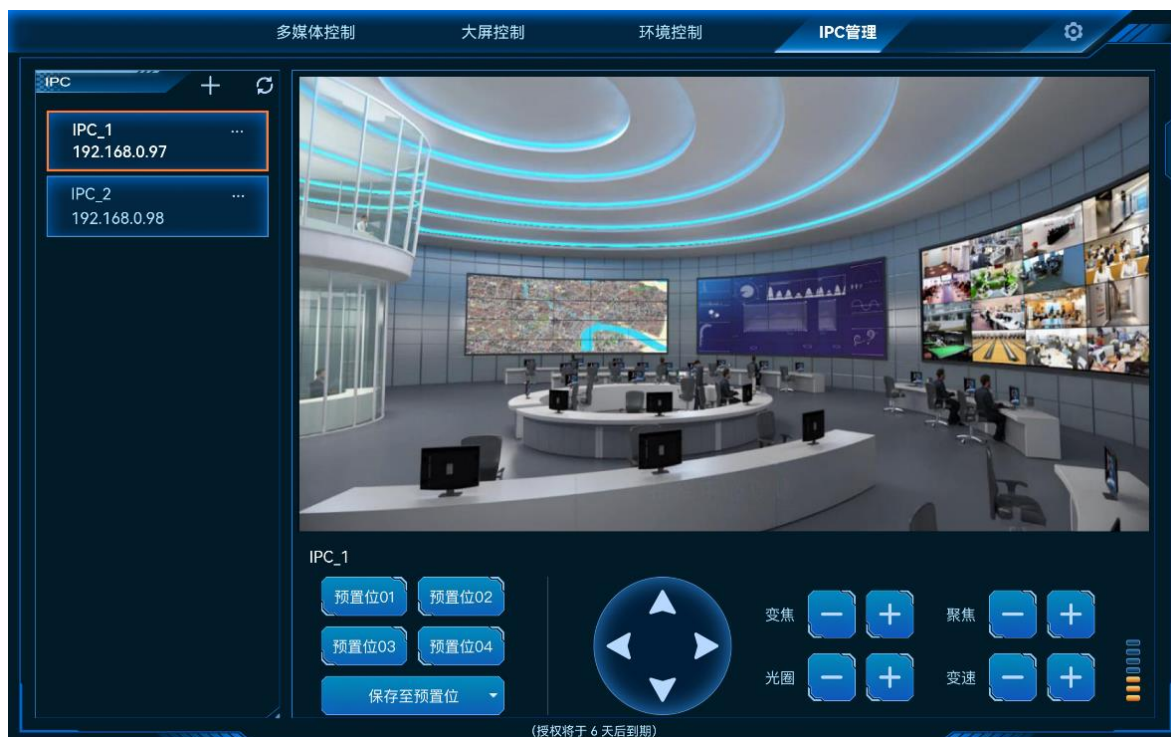 多媒体控制
大屏控制
环境控制
IPC管理
IPC
IPC_1
192.168.0.97
IPC_2
192.168.0.98
IPC_1
预置位01
预置位02
预置位03
预置位04
保存至预置位
变焦
聚焦
光圈
变速
(授权将于 6 天后到期)